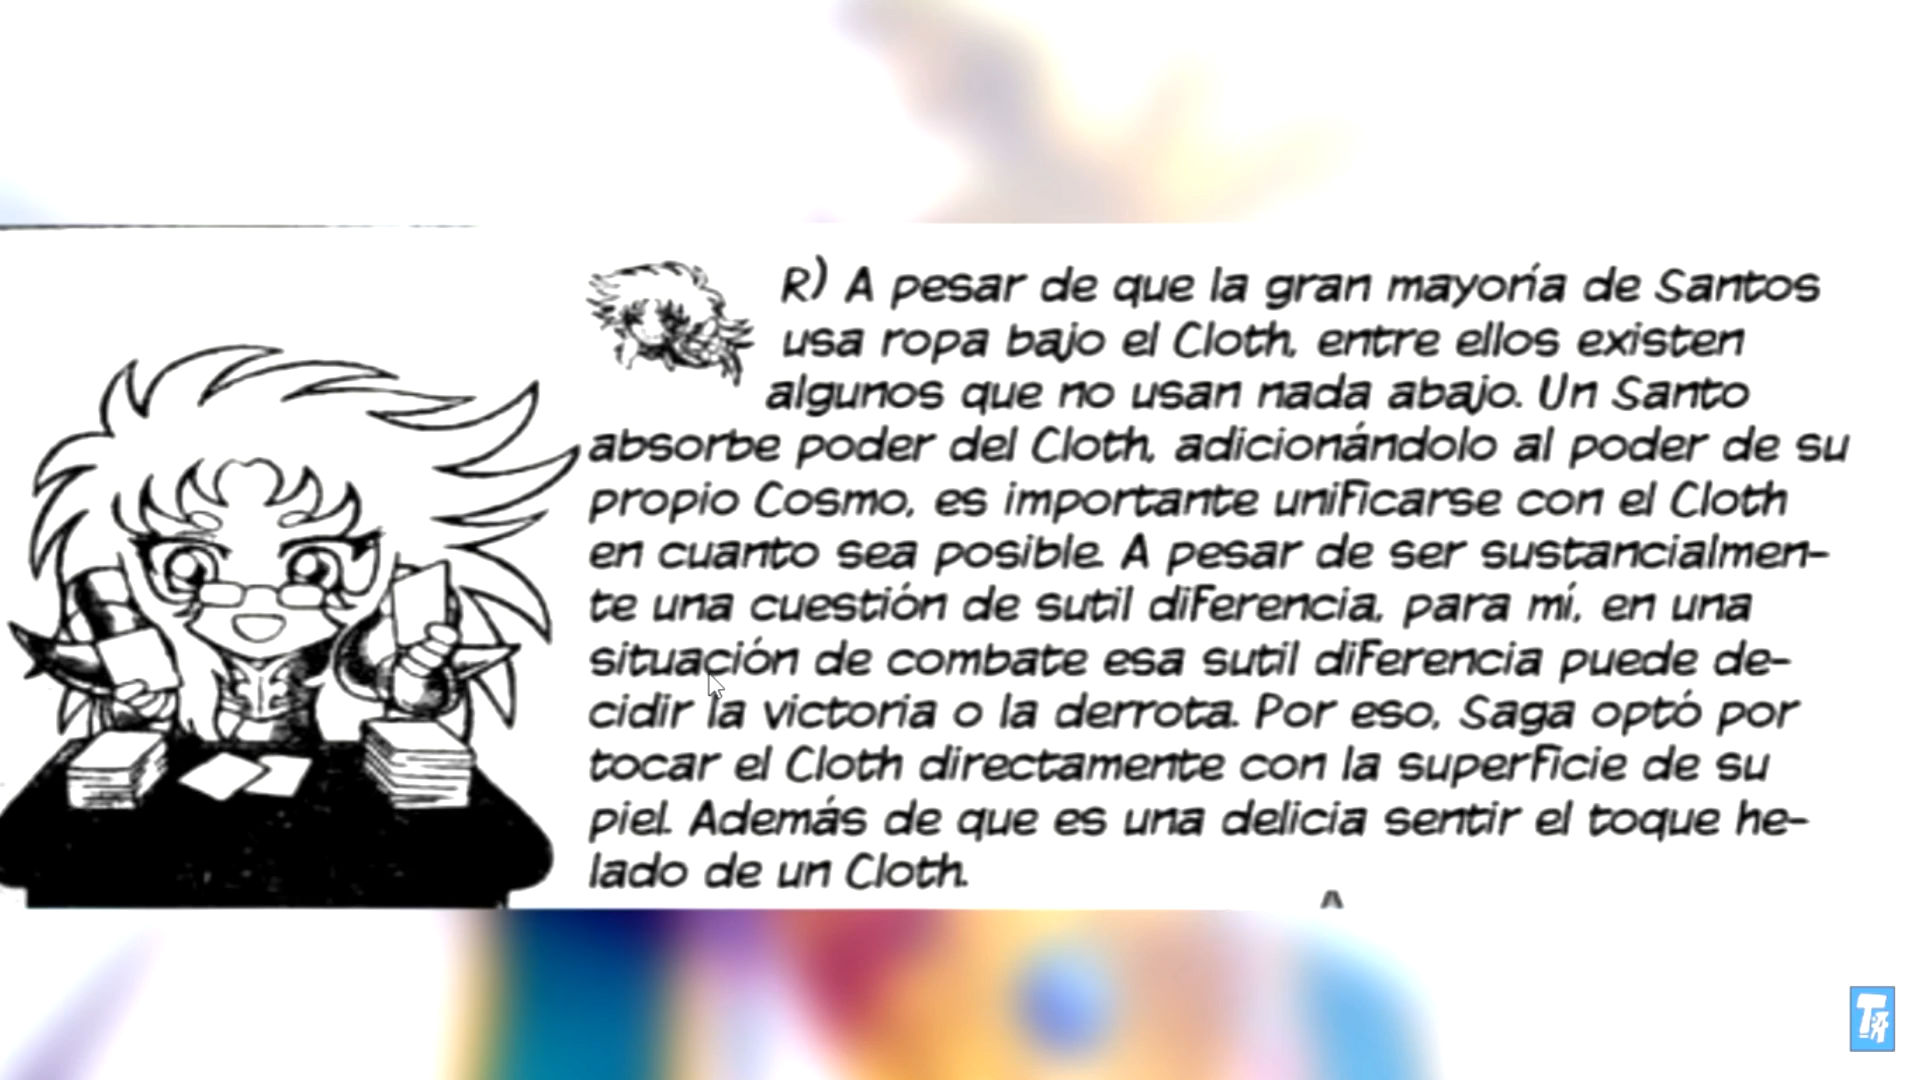 R) A pesar de que la gran mayoría de Santos
usa ropa bajo el Cloth, entre ellos existen
algunos que no usan nada abajo. Un Santo
absorbe poder del Cloth, adicionándolo al poder de su
propio Cosmo, es importante unificarse con el Cloth
en cuanto sea posible. A pesar de ser sustancialmen-
te una cuestión de sutil diferencia, para mí, en una
situación de combate esa sutil diferencia puede de-
cidir la victoria o la derrota. Por eso, Saga optó por
tocar el Cloth directamente con la superficie de su
piel. Además de que es una delicia sentir el toque he-
lado de un Cloth.